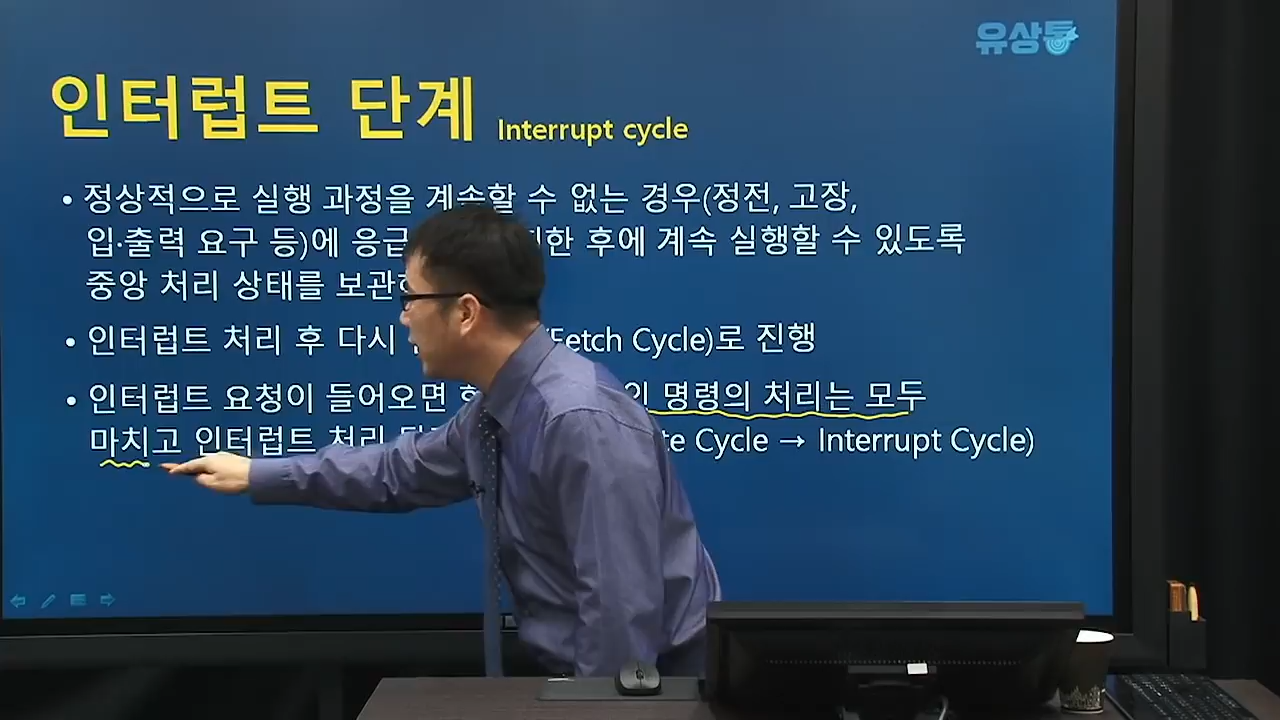 유상통
인터럽트 단계 Interrupt cycle
• 정상적으로 실행 과정을 계속할 수 없는 경우(정전, 고장,
입·출력 요구 등)에 응급 후에 계속 실행할 수 있도록
중앙 처리 상태를 보관
• 인터럽트 처리 후 다시 (Fetch Cycle)로 진행
• 인터럽트 요청이 들어오면 명령의 처리는 모두
마치고 인터럽트 처리 Cycle → Interrupt Cycle)